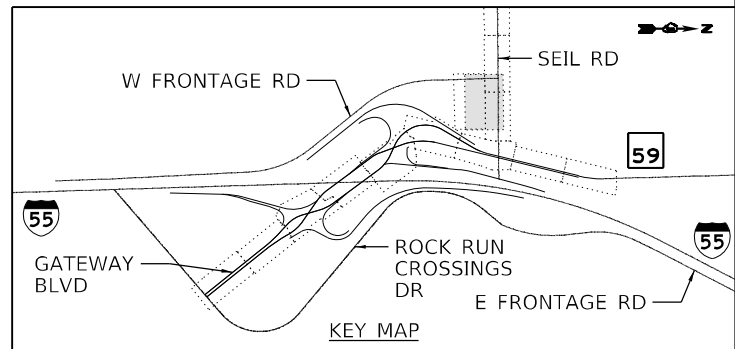 N
SEIL RD
W FRONTAGE RD
59
55
55
GATEWAY
BLVD
ROCK RUN
CROSSINGS
DR
E FRONTAGE RD
KEY MAP